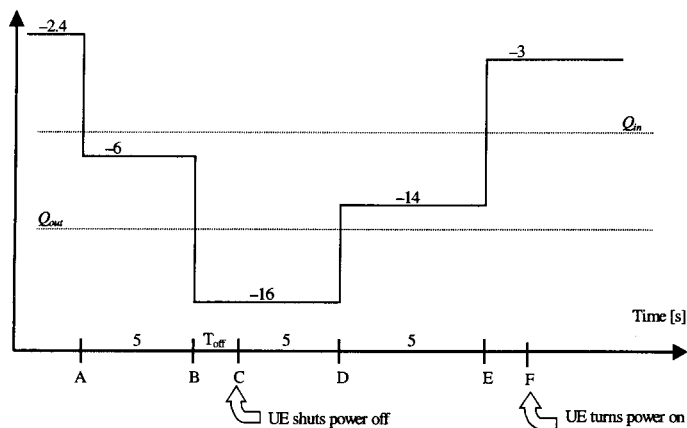 −2.4
−3
Q_in
−6
−14
Q_out
−16
Time [s]
5 T_off 5 5
A B C D E F
UE shuts power off UE turns power on